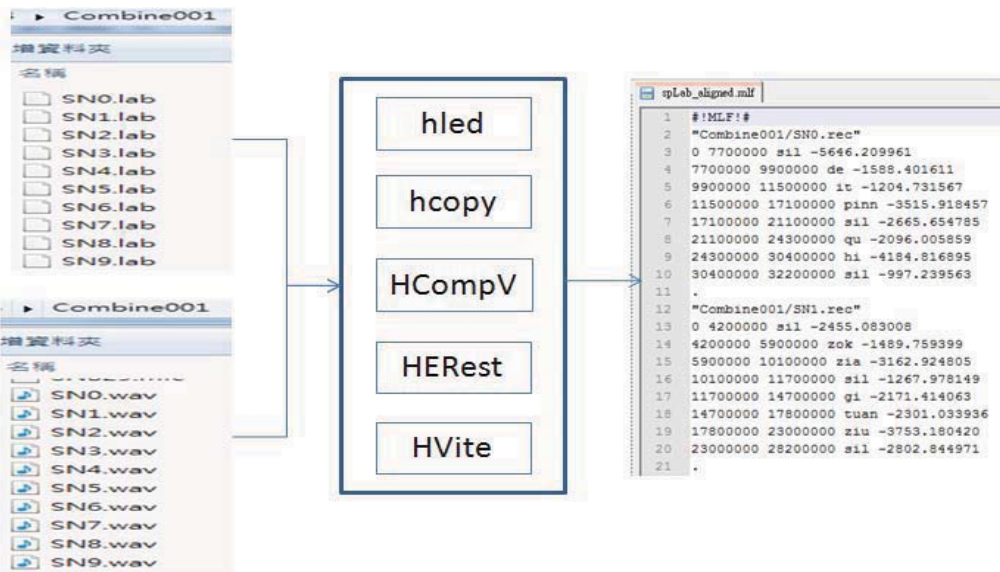 ▸ Combine001
增資料夾
名稱
SN0.lab
SN1.lab
SN2.lab
SN3.lab
SN4.lab
SN5.lab
SN6.lab
SN7.lab
SN8.lab
SN9.lab
▸ Combine001
增資料夾
名稱
SN0.wav
SN1.wav
SN2.wav
SN3.wav
SN4.wav
SN5.wav
SN6.wav
SN7.wav
SN8.wav
SN9.wav
hled
hcopy
HCompV
HERest
HVite
spLab_aligned.mlf
1 #!MLF!#
2 "Combine001/SN0.rec"
3 0 7700000 sil -5646.209961
4 7700000 9900000 de -1588.401611
5 9900000 11500000 it -1204.731567
6 11500000 17100000 pinn -3515.918457
7 17100000 21100000 sil -2665.654785
8 21100000 24300000 qu -2096.005859
9 24300000 30400000 hi -4184.816895
10 30400000 32200000 sil -997.239563
11 .
12 "Combine001/SN1.rec"
13 0 4200000 sil -2455.083008
14 4200000 5900000 zok -1489.759399
15 5900000 10100000 zia -3162.924805
16 10100000 11700000 sil -1267.978149
17 11700000 14700000 gi -2171.414063
18 14700000 17800000 tuan -2301.033936
19 17800000 23000000 ziu -3753.180420
20 23000000 28200000 sil -2802.844971
21 .